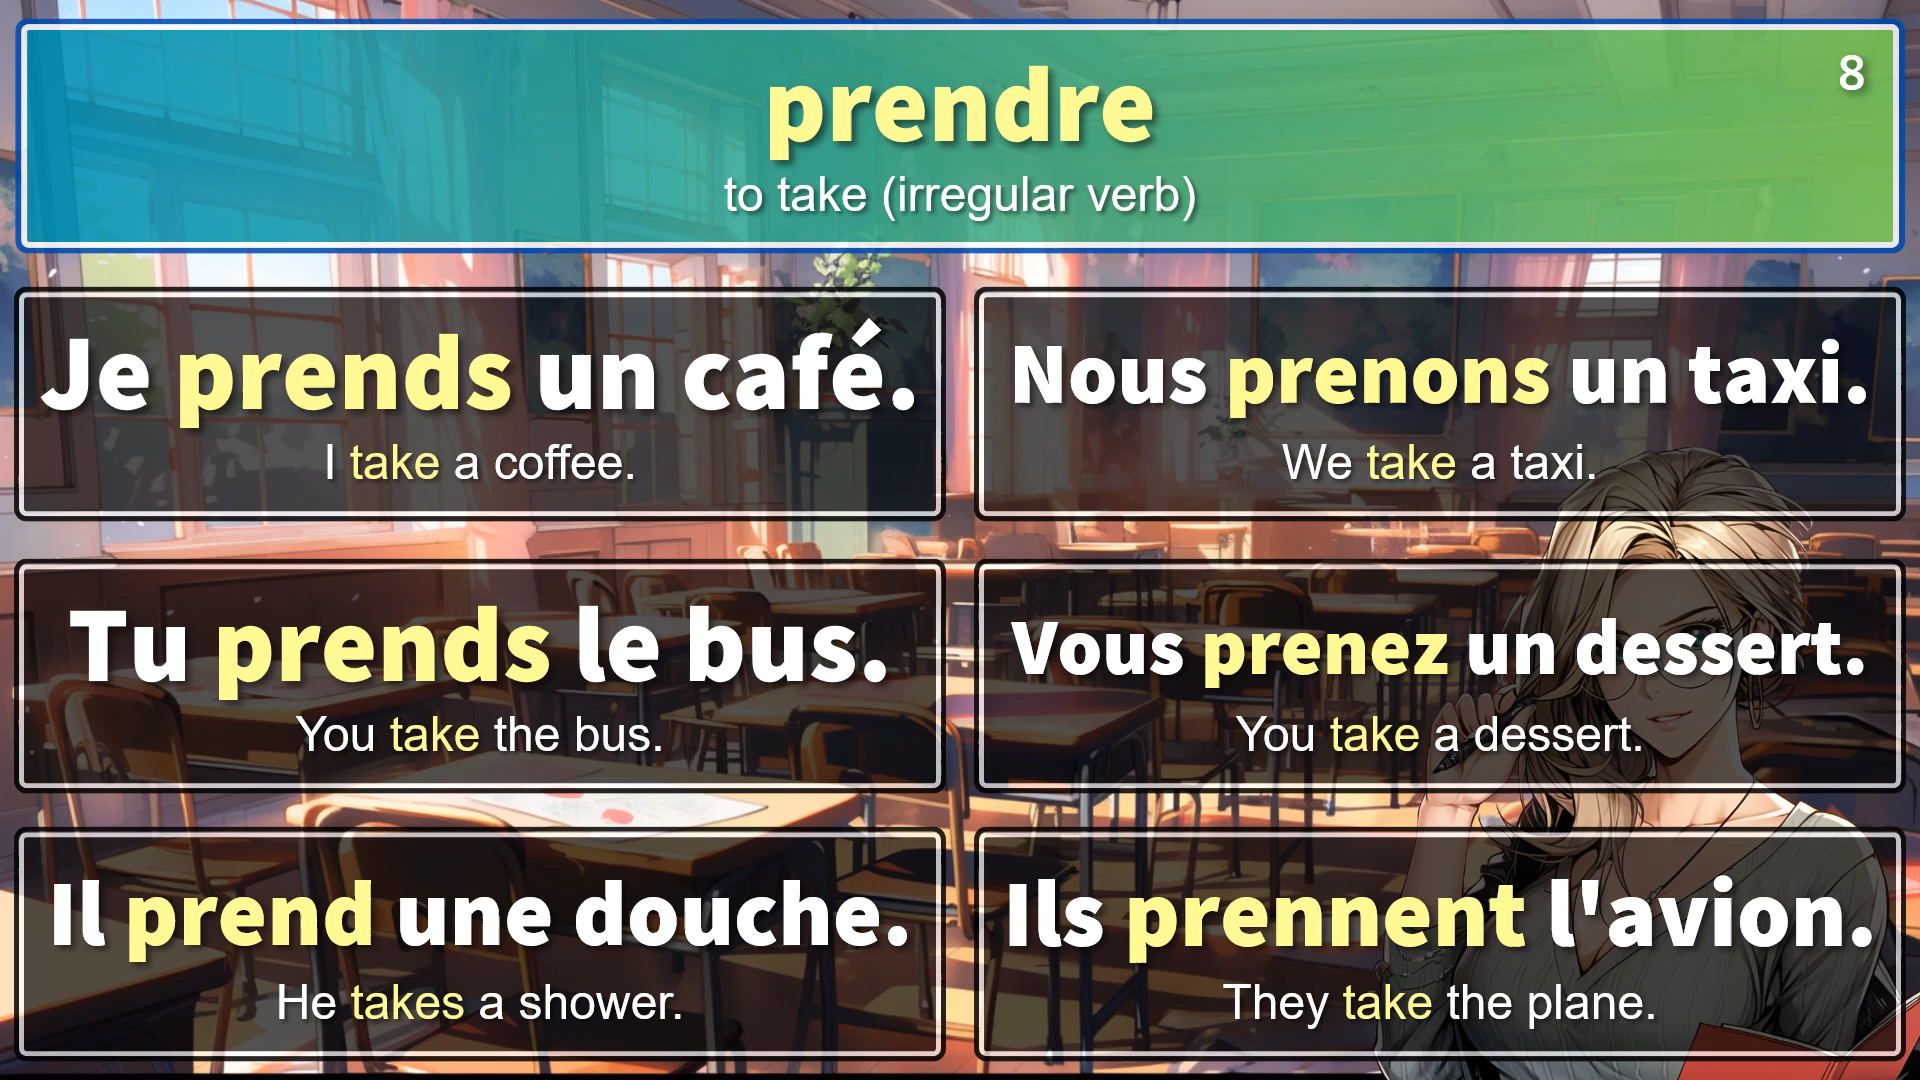 prendre
8
to take (irregular verb)
Je prends un café.
I take a coffee.
Nous prenons un taxi.
We take a taxi.
Tu prends le bus.
You take the bus.
Vous prenez un dessert.
You take a dessert.
Il prend une douche.
He takes a shower.
Ils prennent l'avion.
They take the plane.